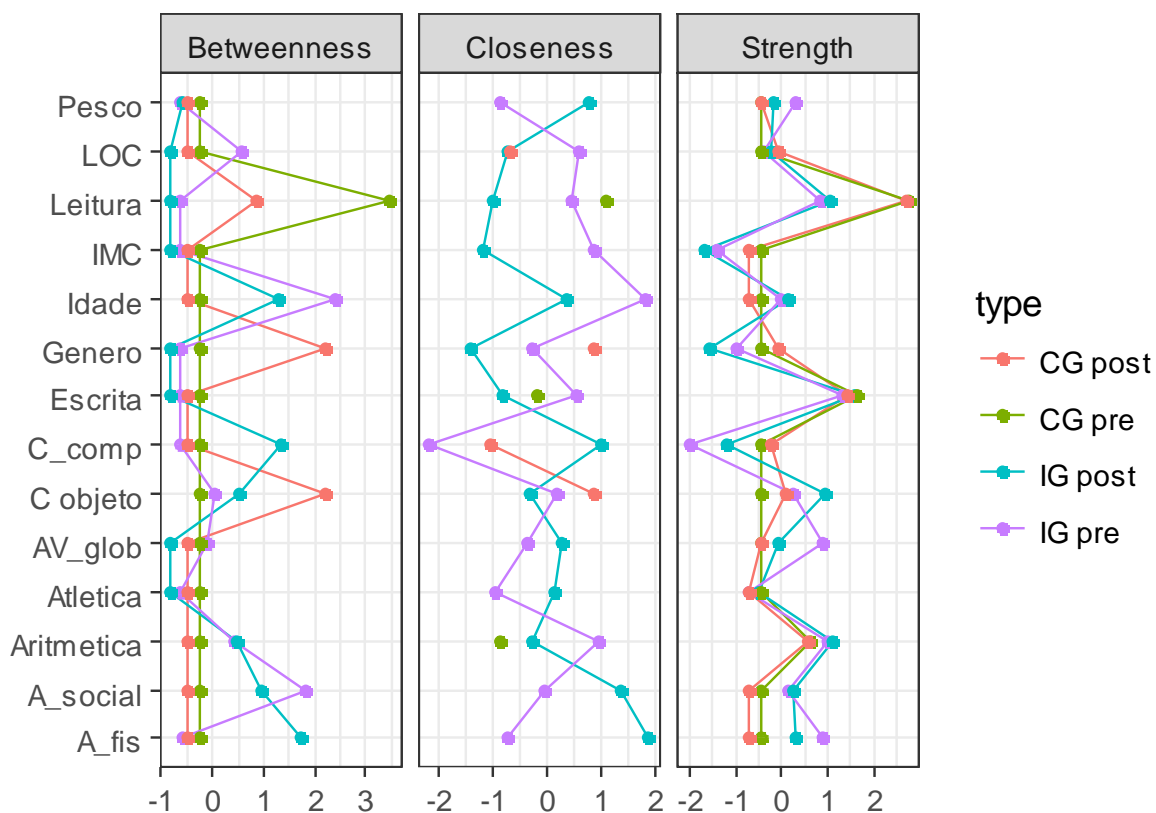 Betweenness Closeness Strength
Pesco
LOC
Leitura
IMC
Idade
Genero
Escrita
C_comp
C objeto
AV_glob
Atletica
Aritmetica
A_social
A_fis
-1 0 1 2 3 -2 -1 0 1 2 -2 -1 0 1 2
type
CG post
CG pre
IG post
IG pre